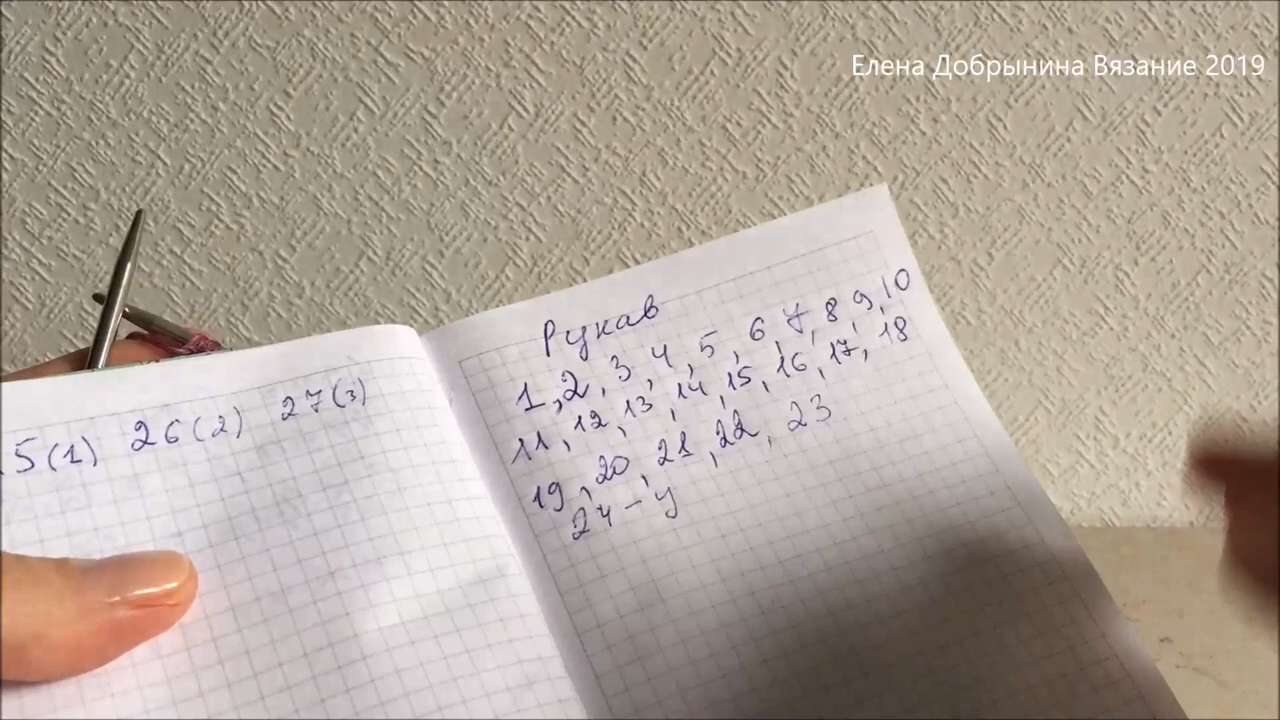 Елена Добрынина Вязание 2019
5(1) 26(2) 27(3)
Рукав
1, 2, 3, 4, 5, 6, 7, 8, 9, 10
11, 12, 13, 14, 15, 16, 17, 18
19, 20, 21, 22, 23
24 - у